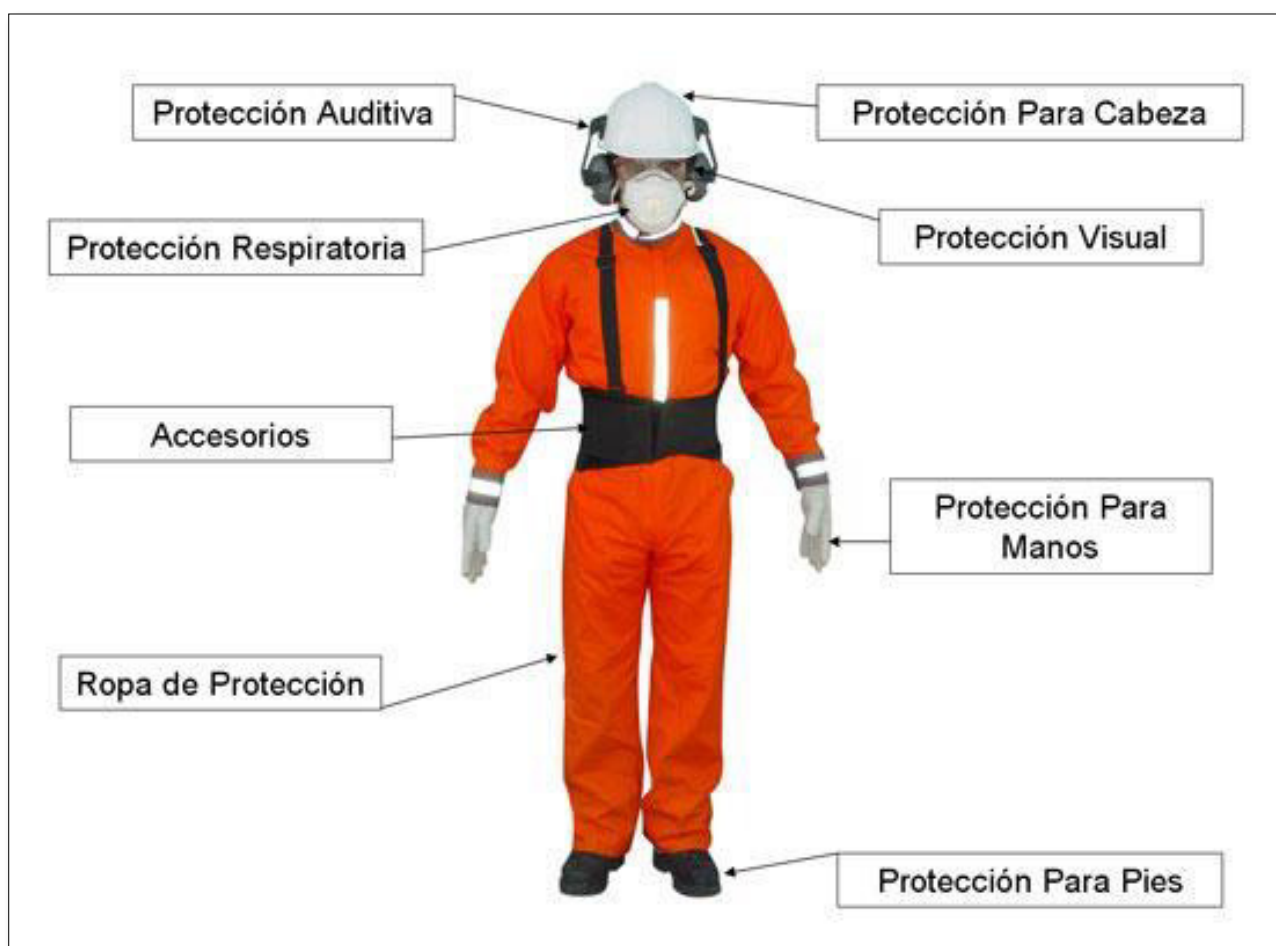 Protección Auditiva
Protección Para Cabeza
Protección Respiratoria
Protección Visual
Accesorios
Protección Para
Manos
Ropa de Protección
Protección Para Pies